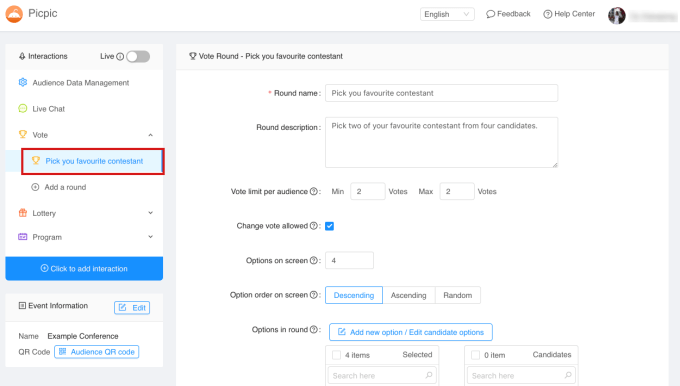 Picpic
English
Feedback
Help Center
Interactions
Live
Audience Data Management
Live Chat
Vote
Pick you favourite contestant
Add a round
Lottery
Program
Click to add interaction
Event Information
Edit
Name Example Conference
QR Code Audience QR code
Vote Round - Pick you favourite contestant
* Round name :
Pick you favourite contestant
Round description :
Pick two of your favourite contestant from four candidates.
Vote limit per audience : Min 2 Votes Max 2 Votes
Change vote allowed :
Options on screen : 4
Option order on screen : Descending Ascending Random
Options in round : Add new option / Edit candidate options
4 items Selected
Search here
0 item Candidates
Search here